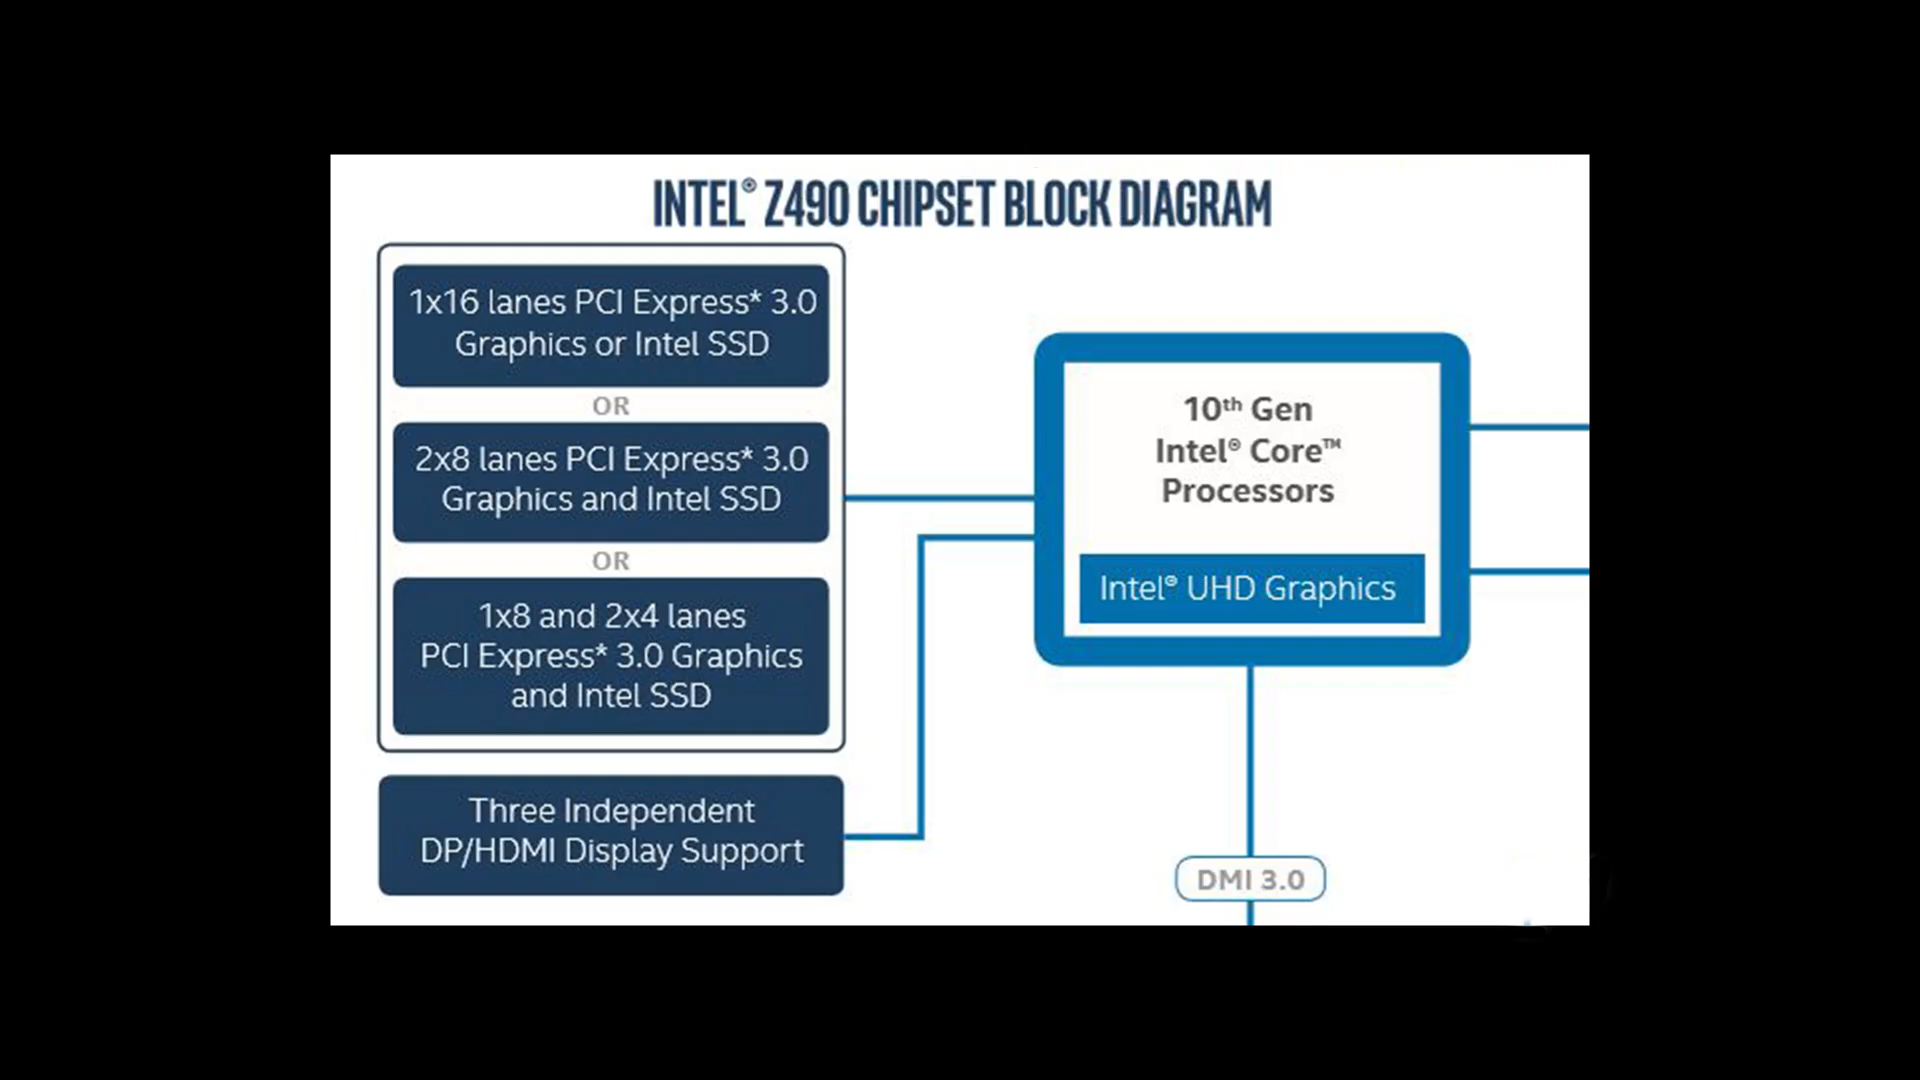 INTEL® Z490 CHIPSET BLOCK DIAGRAM
1x16 lanes PCI Express* 3.0
Graphics or Intel SSD
OR
2x8 lanes PCI Express* 3.0
Graphics and Intel SSD
OR
1x8 and 2x4 lanes
PCI Express* 3.0 Graphics
and Intel SSD
Three Independent
DP/HDMI Display Support
10th Gen
Intel® Core™
Processors
Intel® UHD Graphics
DMI 3.0